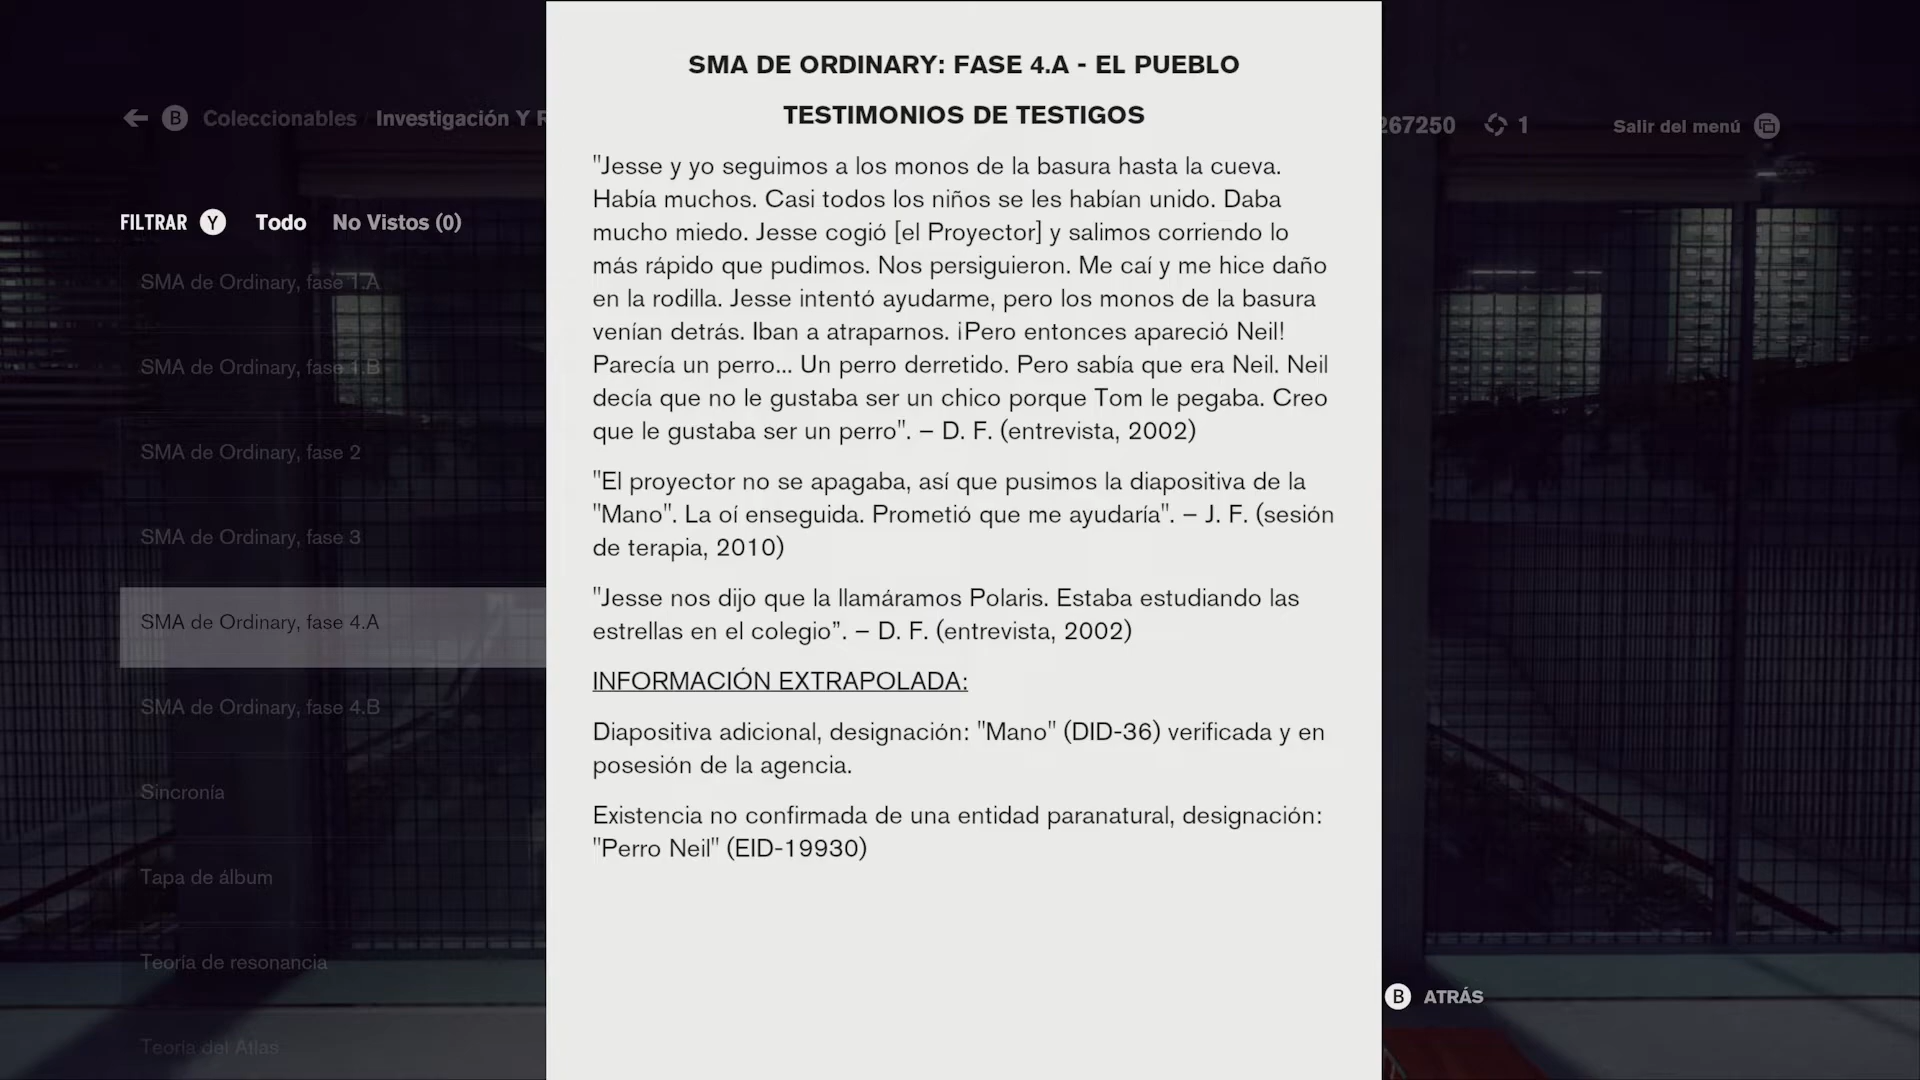 SMA DE ORDINARY: FASE 4.A - EL PUEBLO
TESTIMONIOS DE TESTIGOS
"Jesse y yo seguimos a los monos de la basura hasta la cueva.
Había muchos. Casi todos los niños se les habían unido. Daba
mucho miedo. Jesse cogió [el Proyector] y salimos corriendo lo
más rápido que pudimos. Nos persiguieron. Me caí y me hice daño
en la rodilla. Jesse intentó ayudarme, pero los monos de la basura
venían detrás. Iban a atraparnos. ¡Pero entonces apareció Neil!
Parecía un perro... Un perro derretido. Pero sabía que era Neil. Neil
decía que no le gustaba ser un chico porque Tom le pegaba. Creo
que le gustaba ser un perro". – D. F. (entrevista, 2002)
"El proyector no se apagaba, así que pusimos la diapositiva de la
"Mano". La oí enseguida. Prometió que me ayudaría". – J. F. (sesión
de terapia, 2010)
"Jesse nos dijo que la llamáramos Polaris. Estaba estudiando las
estrellas en el colegio”. – D. F. (entrevista, 2002)
INFORMACIÓN EXTRAPOLADA:
Diapositiva adicional, designación: "Mano" (DID-36) verificada y en
posesión de la agencia.
Existencia no confirmada de una entidad paranatural, designación:
"Perro Neil" (EID-19930)
B Coleccionables / Investigación Y R
267250 1 Salir del menú
FILTRAR Y Todo No Vistos (0)
SMA de Ordinary, fase 1.A
SMA de Ordinary, fase 1.B
SMA de Ordinary, fase 2
SMA de Ordinary, fase 3
SMA de Ordinary, fase 4.A
SMA de Ordinary, fase 4.B
Sincronía
Tapa de álbum
Teoría de resonancia
Teoría del Atlas
B ATRÁS